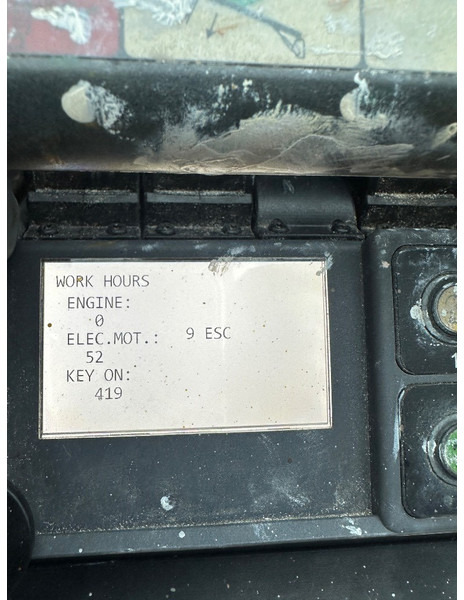 WORK HOURS
ENGINE:
0
ELEC.MOT.: 9 ESC
52
KEY ON:
419